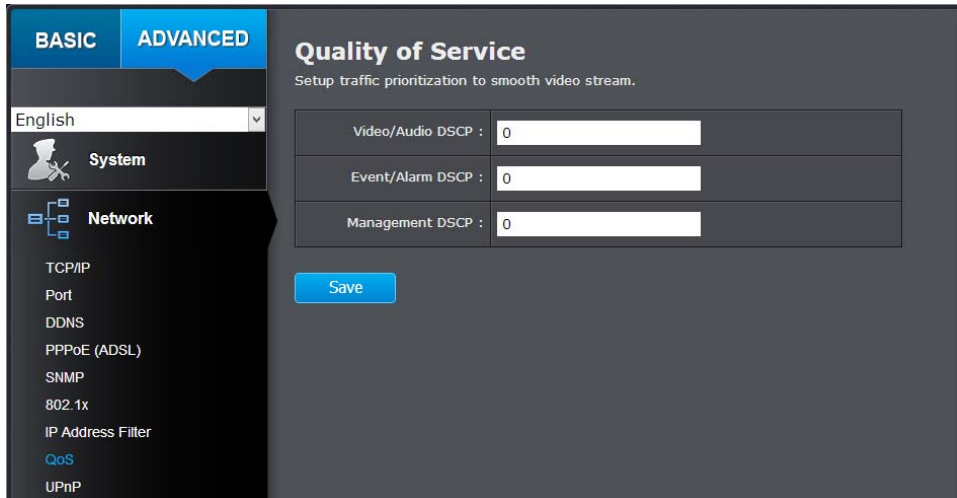 BASIC
ADVANCED
English
System
Network
TCP/IP
Port
DDNS
PPPoE (ADSL)
SNMP
802.1x
IP Address Filter
QoS
UPnP
Quality of Service
Setup traffic prioritization to smooth video stream.
Video/Audio DSCP : 0
Event/Alarm DSCP : 0
Management DSCP : 0
Save